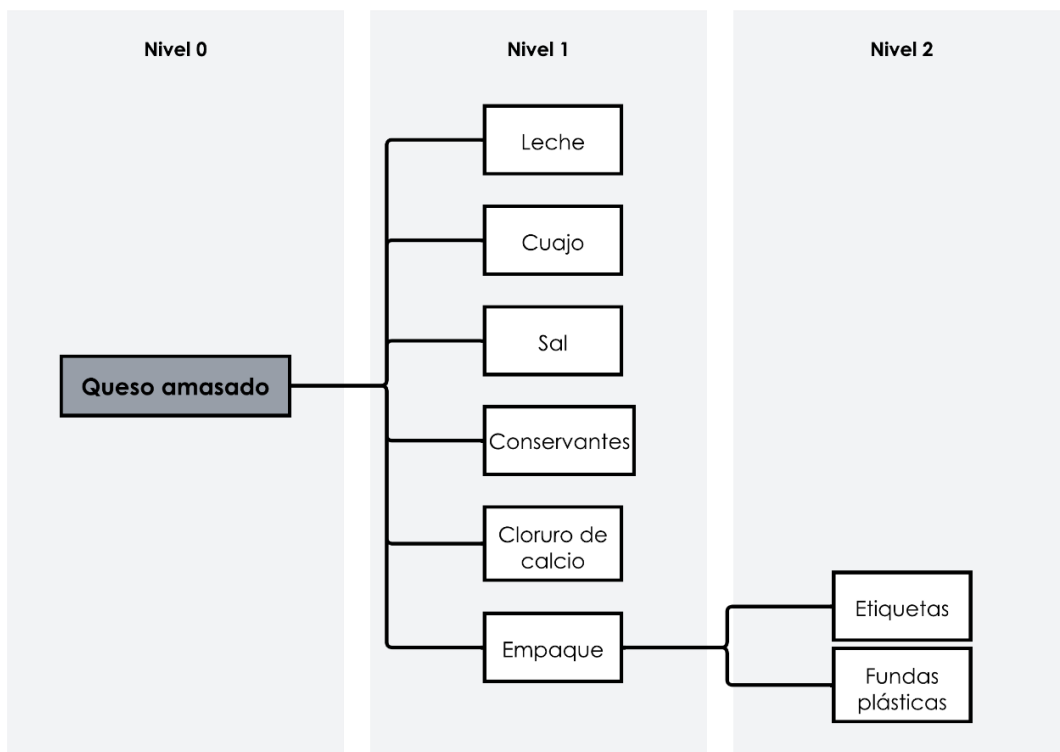 Nivel 0
Nivel 1
Nivel 2
Leche
Cuajo
Sal
Queso amasado
Conservantes
Cloruro de
calcio
Empaque
Etiquetas
Fundas
plásticas